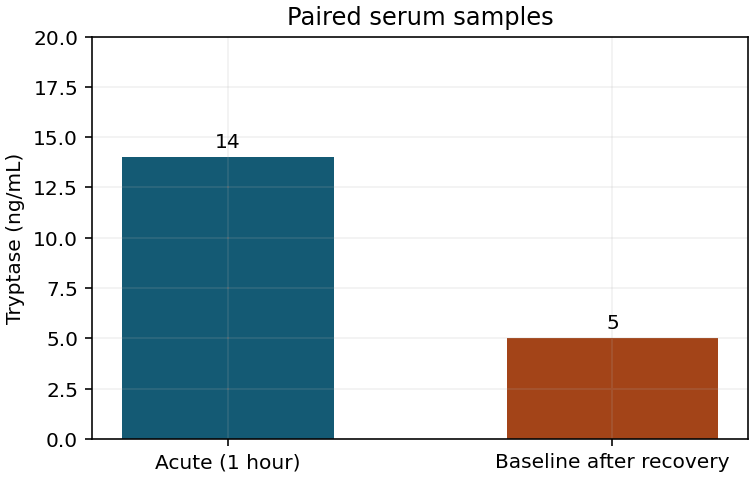 Paired serum samples
Tryptase (ng/mL)
20.0
17.5
15.0
12.5
10.0
7.5
5.0
2.5
0.0
14
5
Acute (1 hour)
Baseline after recovery